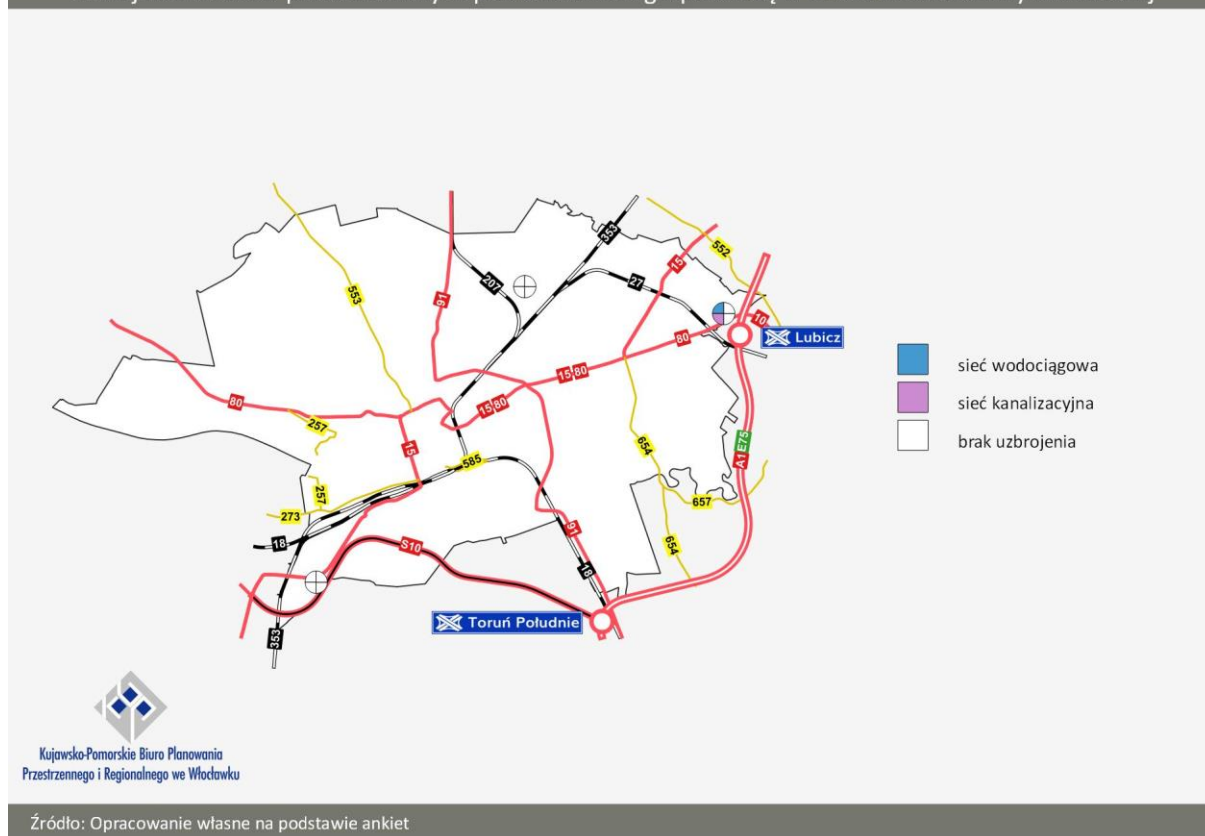 553
91
207
353
27
15
552
10
80
Lubicz
80
15,80
15,80
257
15
585
654
A1 E75
257
273
18
S10
91
18
657
654
353
Toruń Południe
sieć wodociągowa
sieć kanalizacyjna
brak uzbrojenia
Kujawsko-Pomorskie Biuro Planowania
Przestrzennego i Regionalnego we Włocławku
Źródło: Opracowanie własne na podstawie ankiet